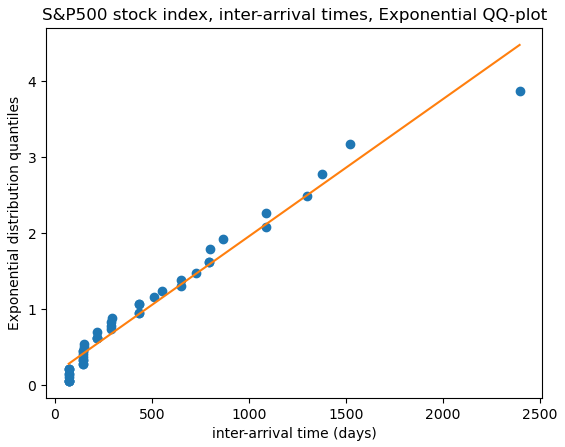 S&P500 stock index, inter-arrival times, Exponential QQ-plot
Exponential distribution quantiles
4
3
2
1
0
0 500 1000 1500 2000 2500
inter-arrival time (days)